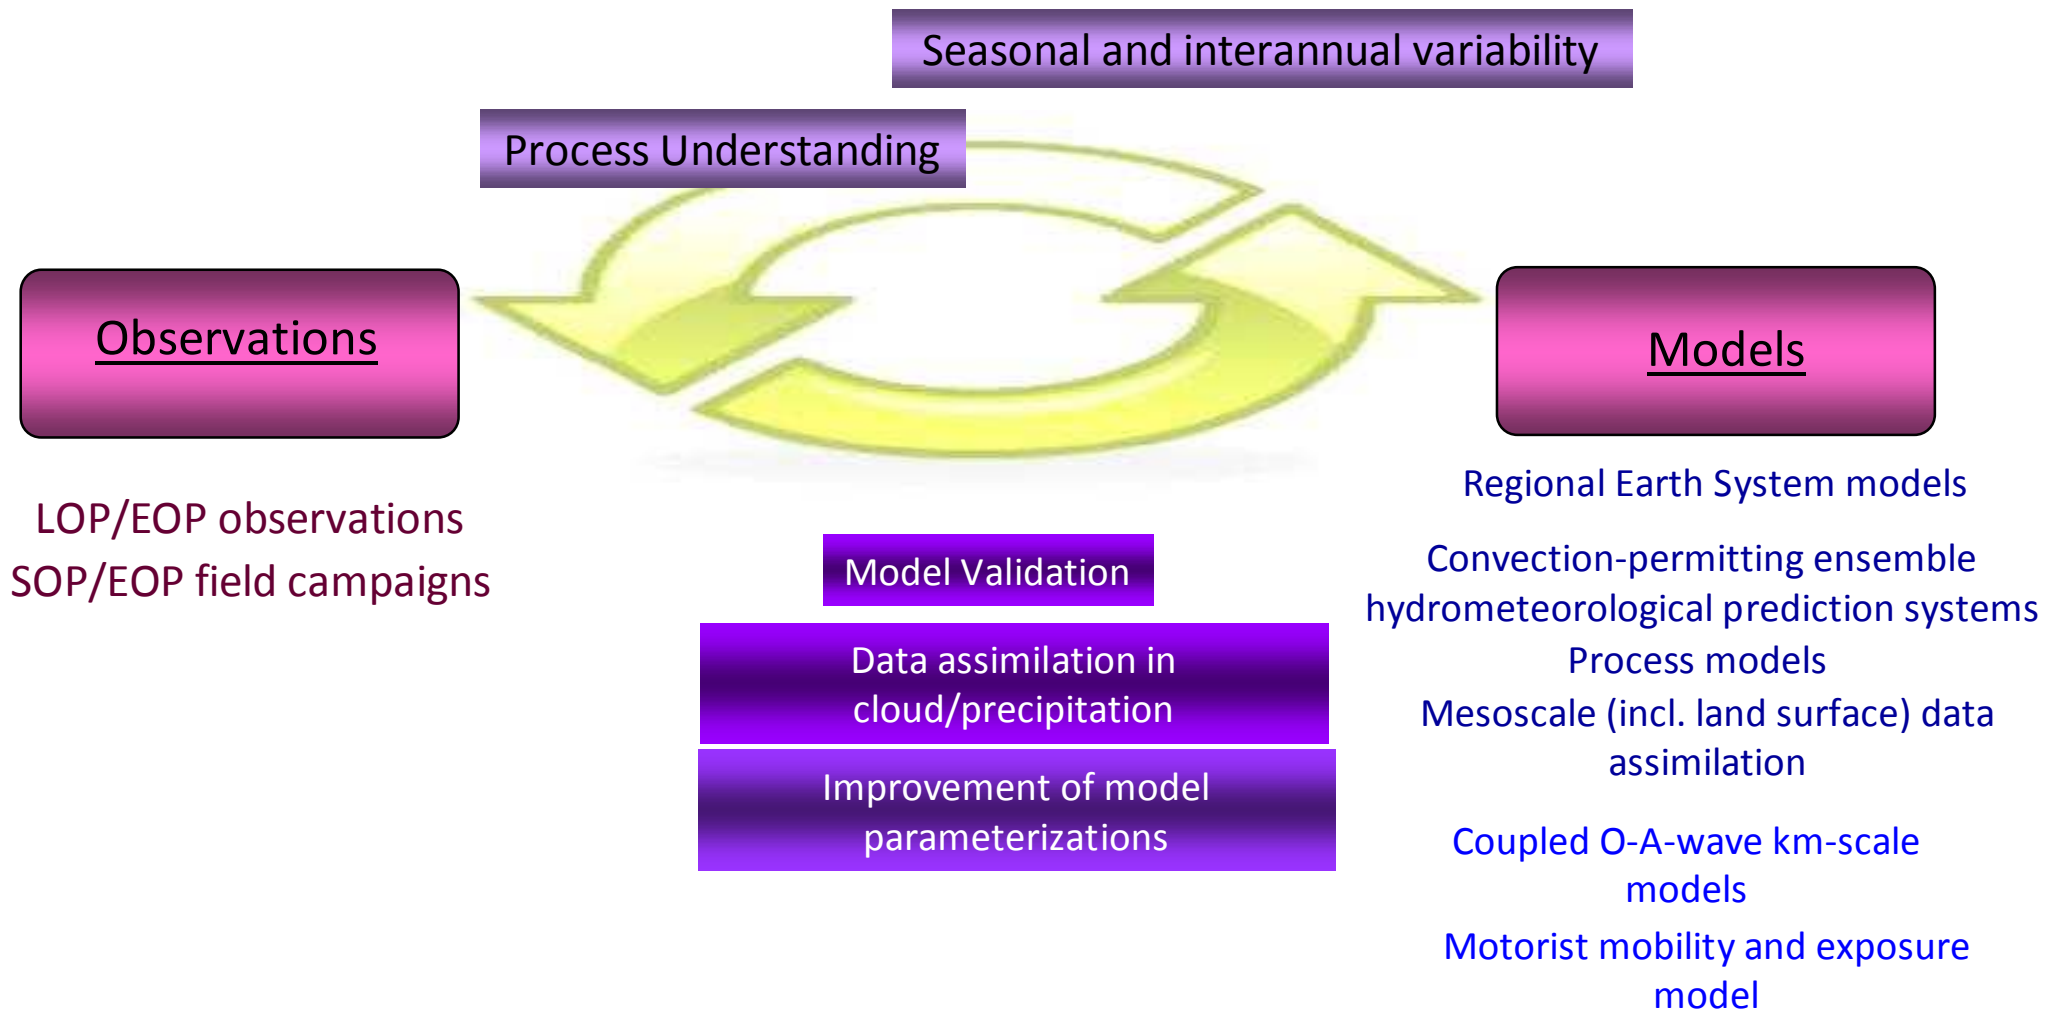 Seasonal and interannual variability
Process Understanding
Observations
Models
LOP/EOP observations
SOP/EOP field campaigns
Model Validation
Data assimilation in
cloud/precipitation
Improvement of model
parameterizations
Regional Earth System models
Convection-permitting ensemble
hydrometeorological prediction systems
Process models
Mesoscale (incl. land surface) data
assimilation
Coupled O-A-wave km-scale
models
Motorist mobility and exposure
model